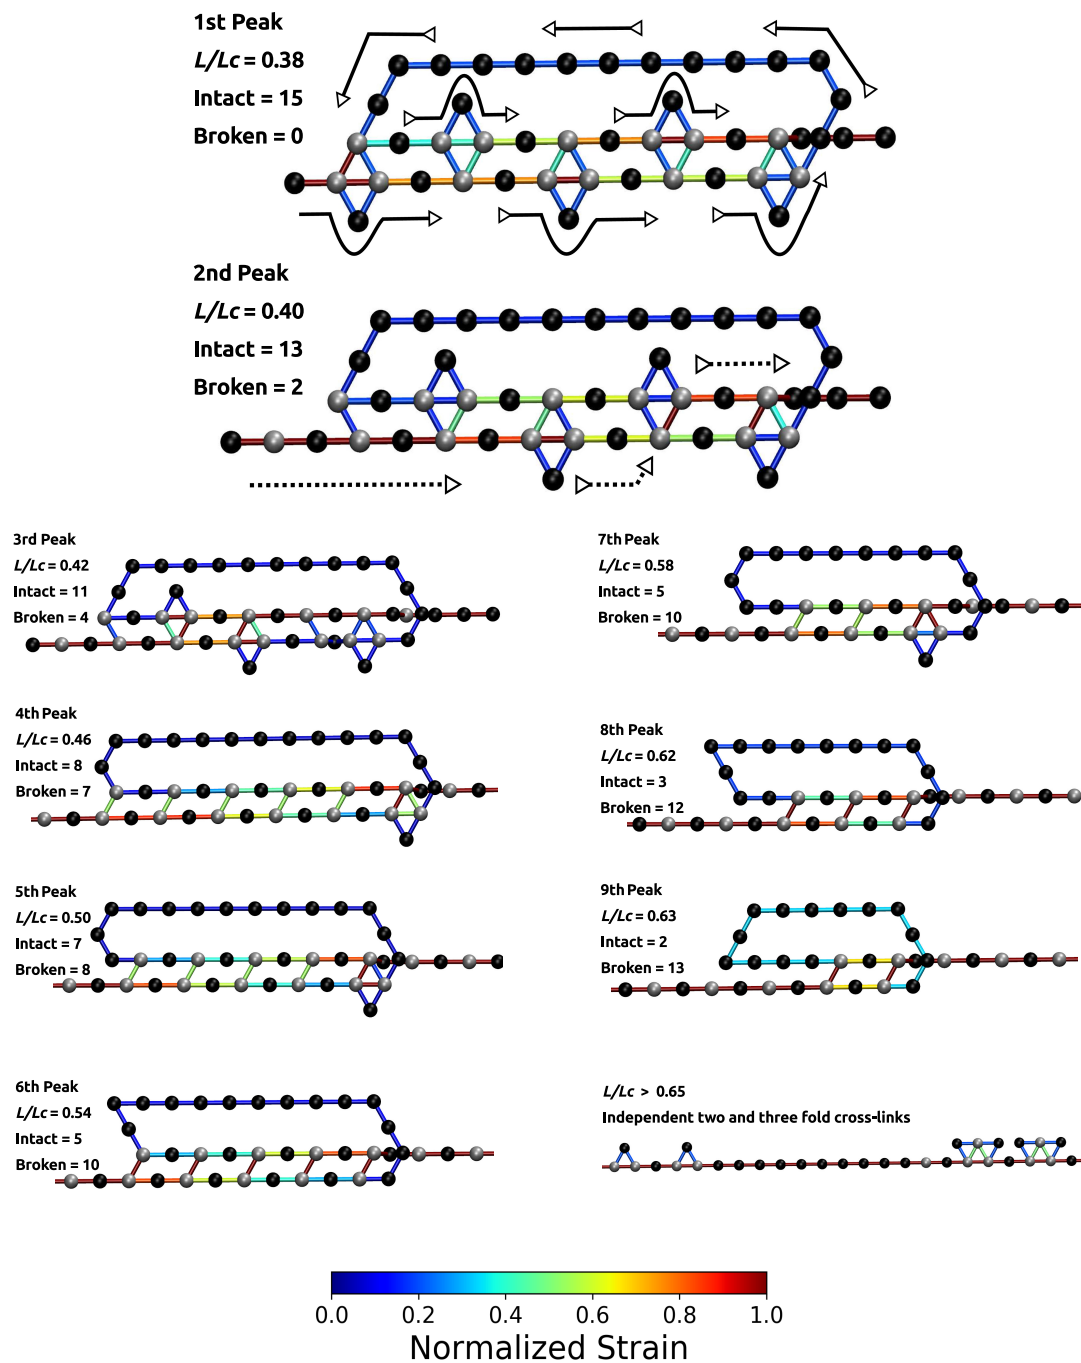 1st Peak
L/Lc = 0.38
Intact = 15
Broken = 0
2nd Peak
L/Lc = 0.40
Intact = 13
Broken = 2
3rd Peak
L/Lc = 0.42
Intact = 11
Broken = 4
4th Peak
L/Lc = 0.46
Intact = 8
Broken = 7
5th Peak
L/Lc = 0.50
Intact = 7
Broken = 8
6th Peak
L/Lc = 0.54
Intact = 5
Broken = 10
7th Peak
L/Lc = 0.58
Intact = 5
Broken = 10
8th Peak
L/Lc = 0.62
Intact = 3
Broken = 12
9th Peak
L/Lc = 0.63
Intact = 2
Broken = 13
L/Lc > 0.65
Independent two and three fold cross-links
0.0 0.2 0.4 0.6 0.8 1.0
Normalized Strain